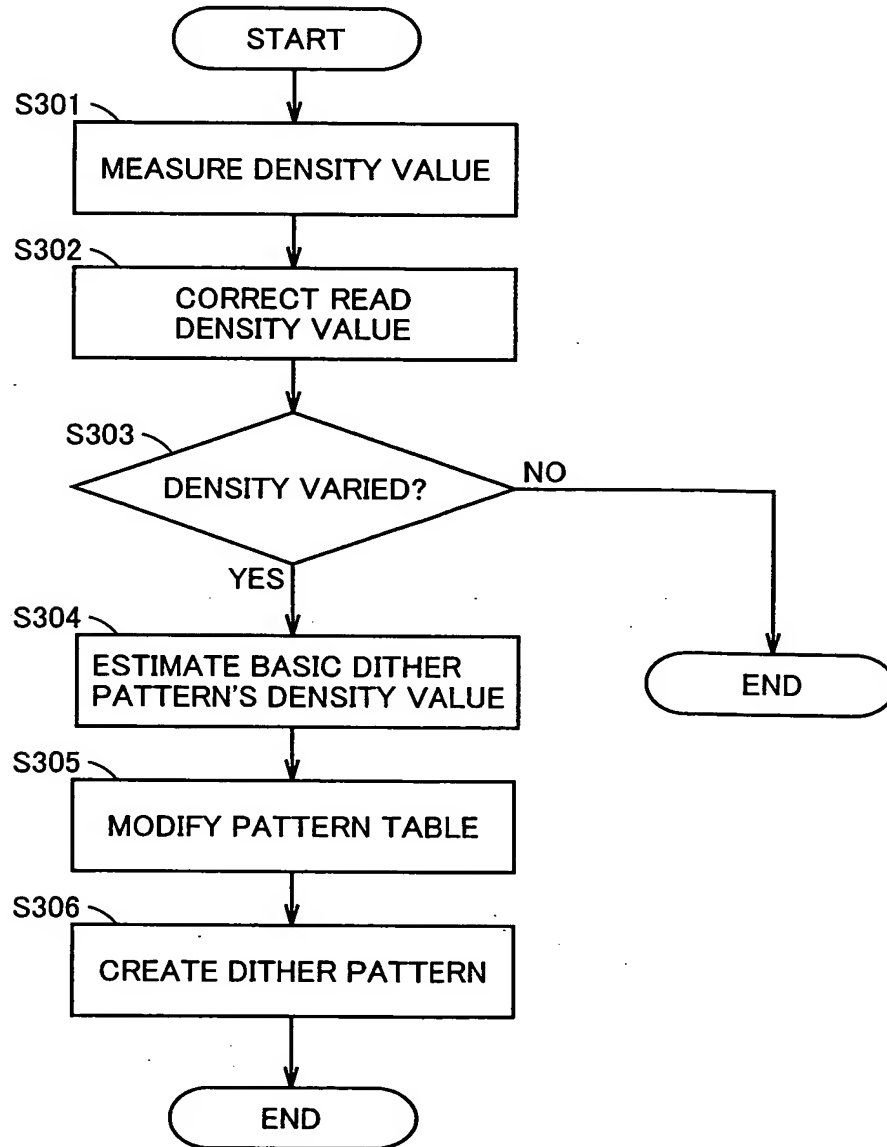 START
S301
MEASURE DENSITY VALUE
S302
CORRECT READ
DENSITY VALUE
S303
DENSITY VARIED?
NO
YES
S304
ESTIMATE BASIC DITHER
PATTERN'S DENSITY VALUE
END
S305
MODIFY PATTERN TABLE
S306
CREATE DITHER PATTERN
END